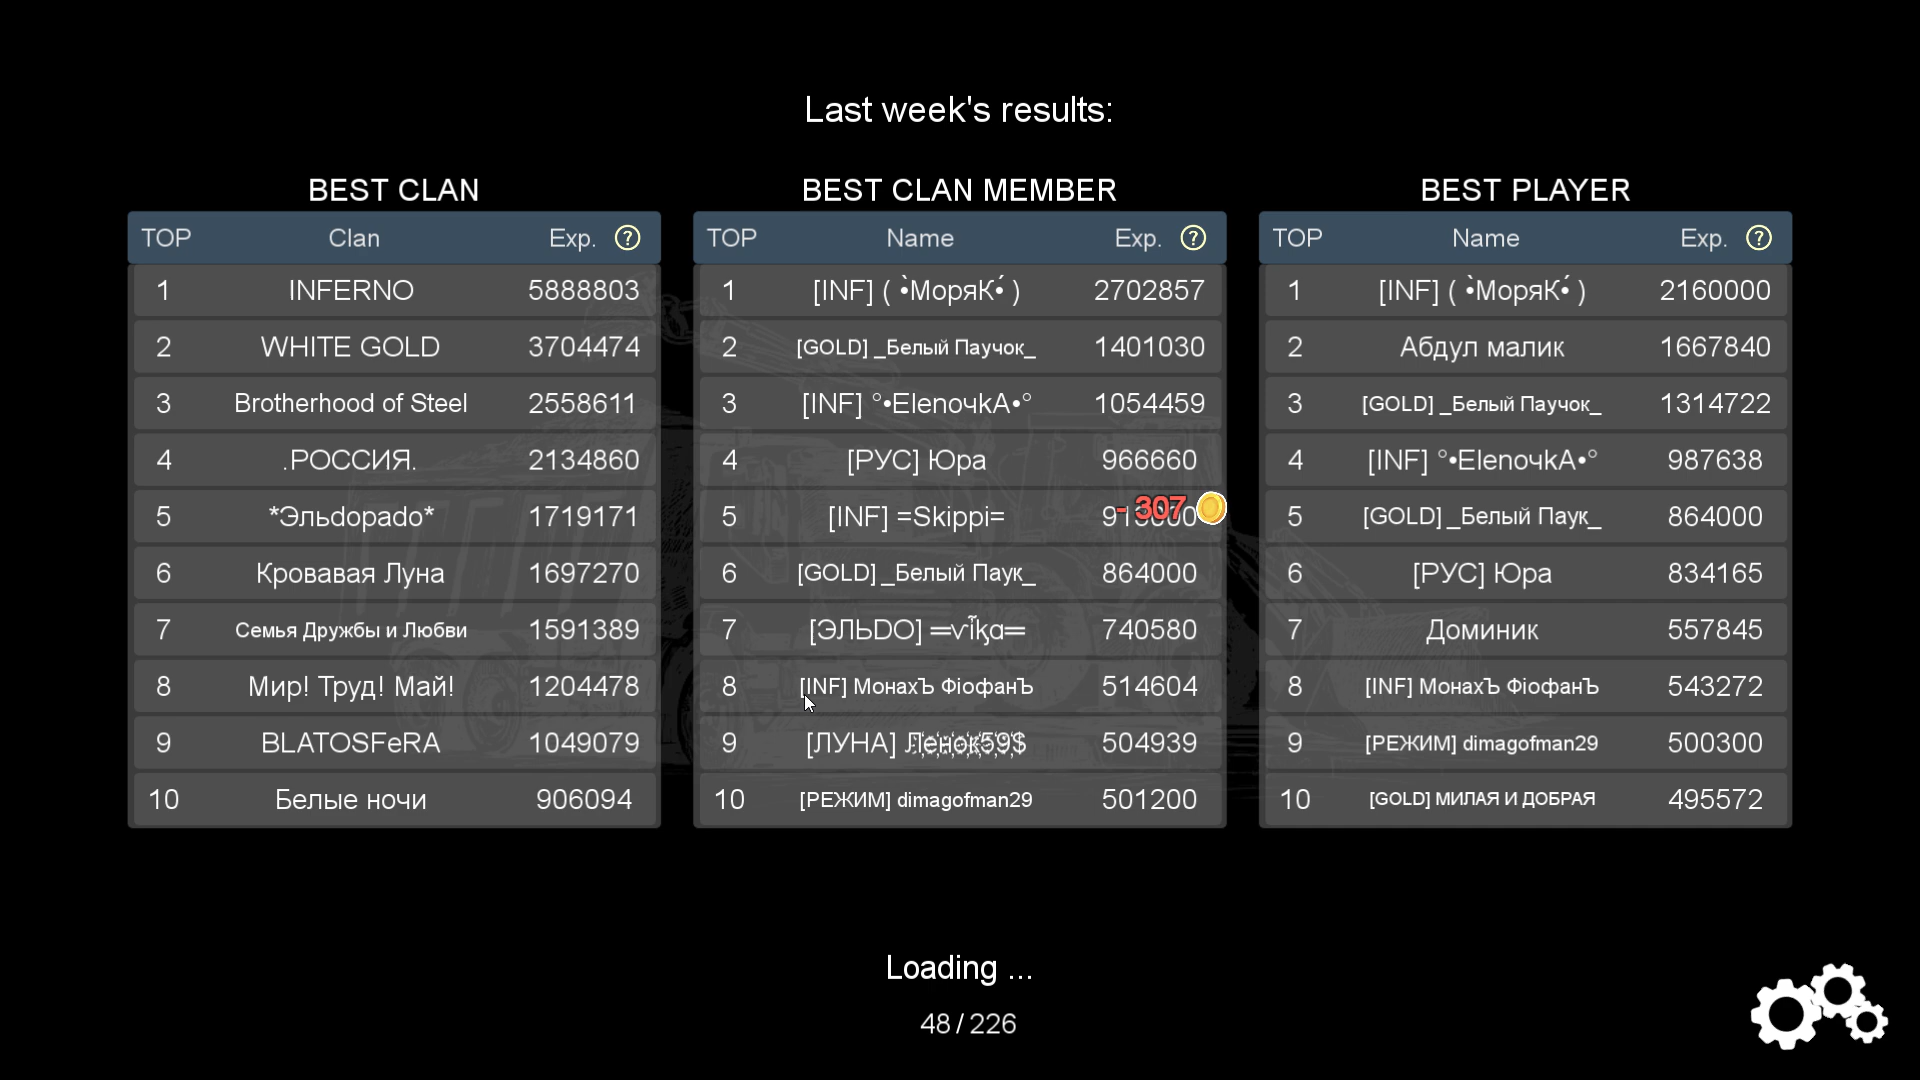 Last week's results:
BEST CLAN
TOP Clan Exp. ?
1 INFERNO 5888803
2 WHITE GOLD 3704474
3 Brotherhood of Steel 2558611
4 .РОССИЯ. 2134860
5 *Эльdopado* 1719171
6 Кровавая Луна 1697270
7 Семья Дружбы и Любви 1591389
8 Мир! Труд! Май! 1204478
9 BLATOSFeRA 1049079
10 Белые ночи 906094
BEST CLAN MEMBER
TOP Name Exp. ?
1 [INF] ( •̀МоряК•́ ) 2702857
2 [GOLD] _Белый Паучок_ 1401030
3 [INF] °•ElenoчkA•° 1054459
4 [РУС] Юра 966660
5 [INF] =Skippi=
- 307
6 [GOLD] _Белый Паук_ 864000
7 [ЭЛЬDO] 740580
8 [INF] МонахЪ ФіофанЪ 514604
9 [ЛУНА] Ленок59$ 504939
10 [РЕЖИМ] dimagofman29 501200
BEST PLAYER
TOP Name Exp. ?
1 [INF] ( •̀МоряК•́ ) 2160000
2 Абдул малик 1667840
3 [GOLD] _Белый Паучок_ 1314722
4 [INF] °•ElenoчkA•° 987638
5 [GOLD] _Белый Паук_ 864000
6 [РУС] Юра 834165
7 Доминик 557845
8 [INF] МонахЪ ФіофанЪ 543272
9 [РЕЖИМ] dimagofman29 500300
10 [GOLD] МИЛАЯ И ДОБРАЯ 495572
Loading ...
48 / 226